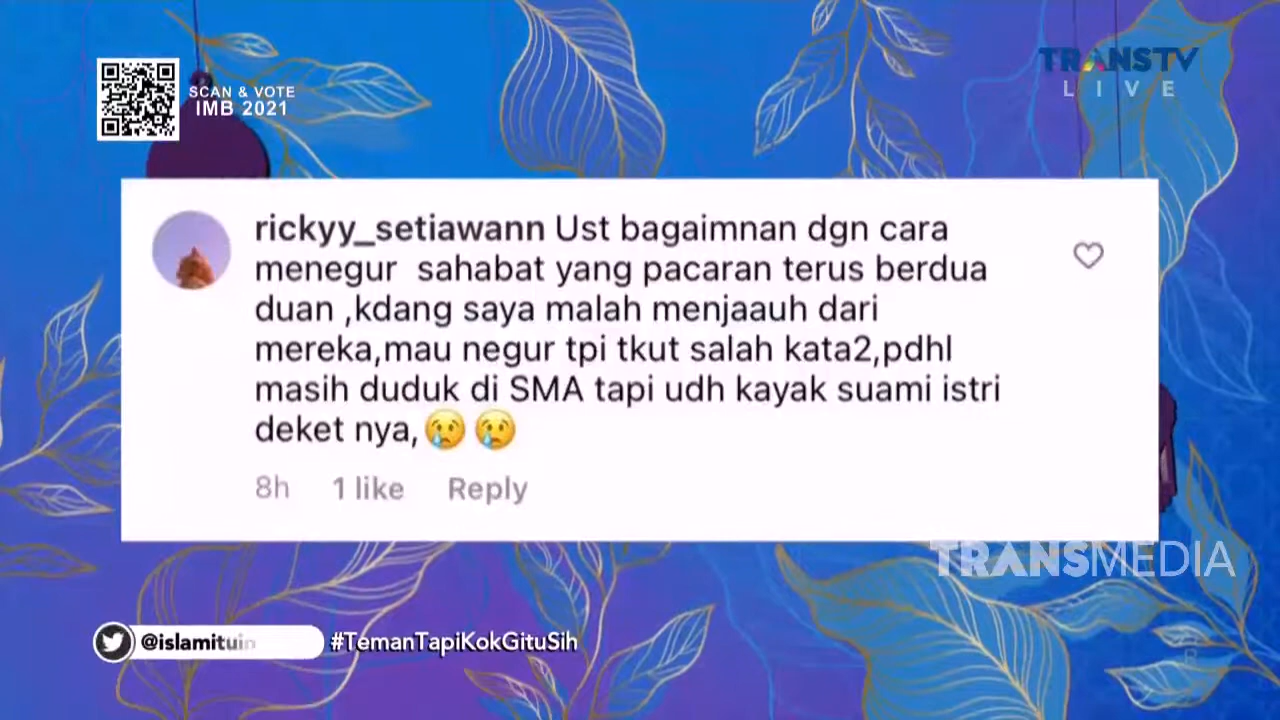 TRANSTV
LIVE
SCAN & VOTE
IMB 2021
rickyy_setiawann Ust bagaimnan dgn cara
menegur sahabat yang pacaran terus berdua
duan ,kdang saya malah menjaauh dari
mereka,mau negur tpi tkut salah kata2,pdhl
masih duduk di SMA tapi udh kayak suami istri
deket nya,😢😢
8h 1 like Reply
TRANSMEDIA
@islamituin #TemanTapiKokGituSih